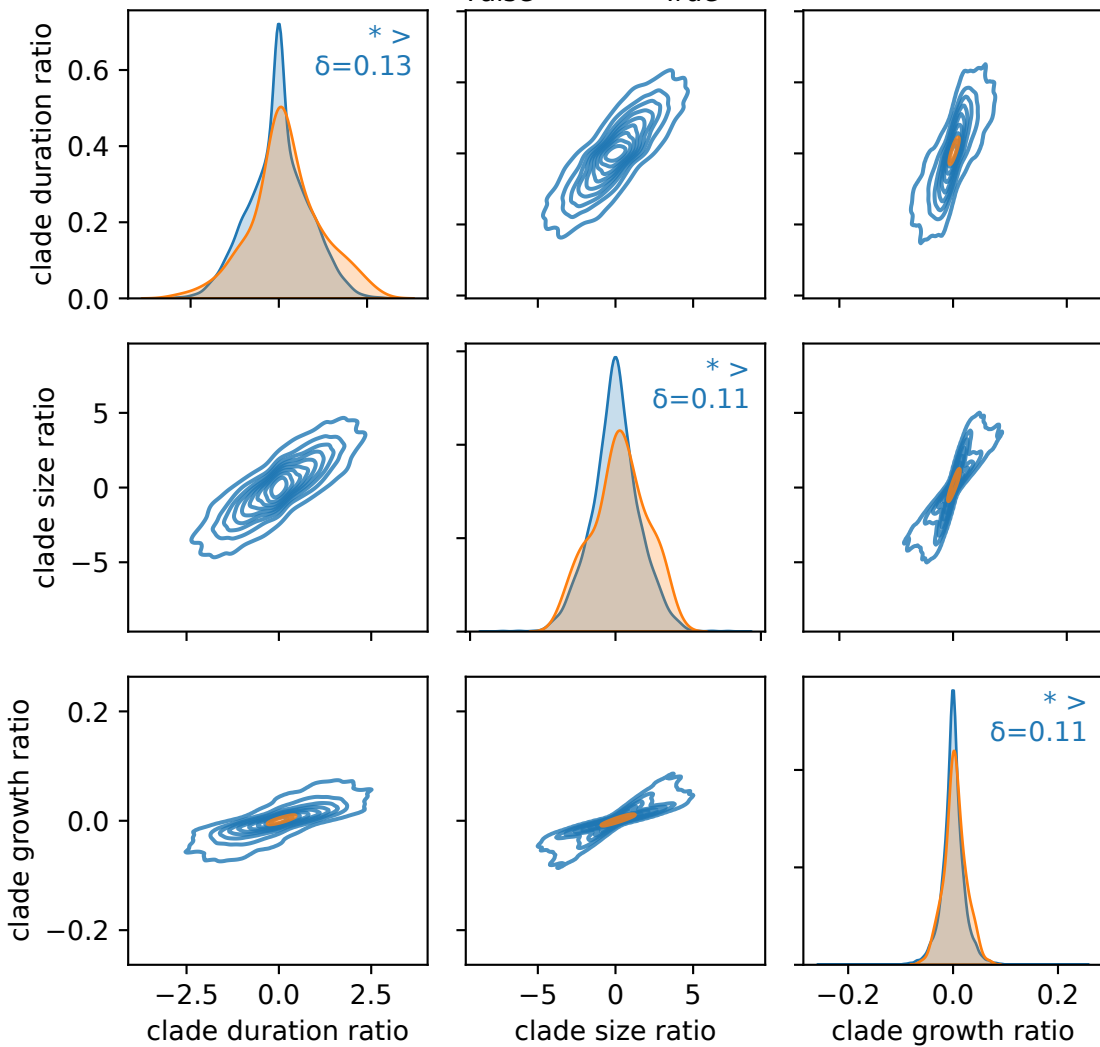 * >
δ=0.13
clade duration ratio
0.6
0.4
0.2
0.0
* >
δ=0.11
clade size ratio
5
0
−5
* >
δ=0.11
clade growth ratio
0.2
0.0
−0.2
−2.5 0.0 2.5
−5 0 5
−0.2 0.0 0.2
clade duration ratio
clade size ratio
clade growth ratio